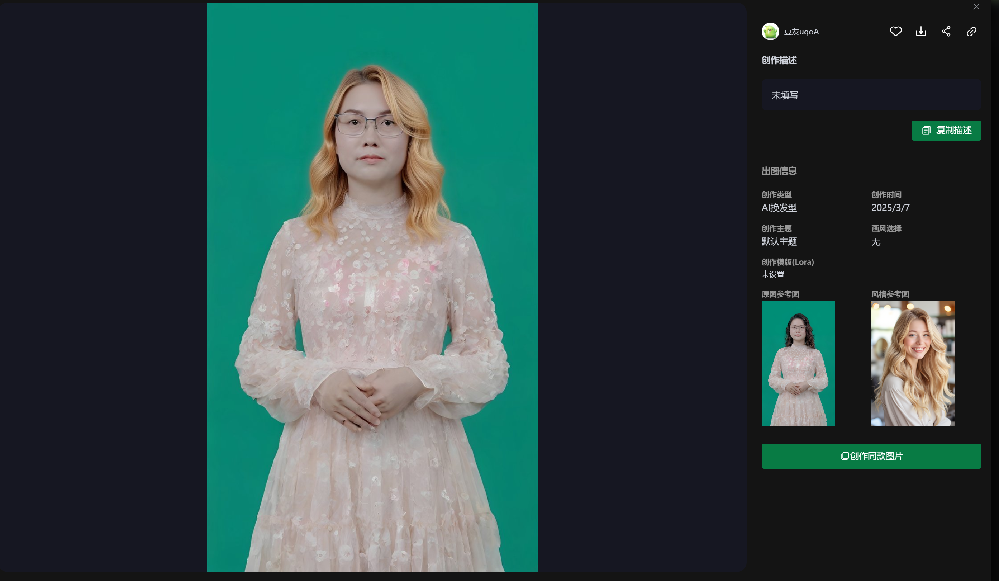 豆友uqoA
创作描述
未填写
复制描述
出图信息
创作类型
创作时间
AI换发型
2025/3/7
创作主题
画风选择
默认主题
无
创作模版(Lora)
未设置
原图参考图
风格参考图
创作同款图片